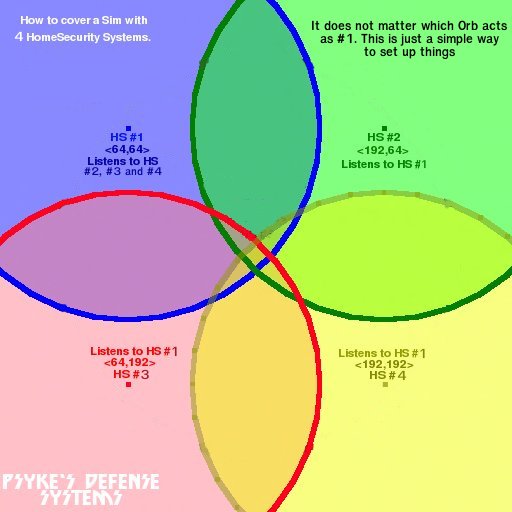 How to cover a Sim with
4 HomeSecurity Systems.
It does not matter which Orb acts
as #1. This is just a simple way
to set up things
HS #1
<64,64>
Listens to HS
#2, #3 and #4
HS #2
<192,64>
Listens to HS #1
Listens to HS #1
<64,192>
HS #3
Listens to HS #1
<192,192>
HS #4
PSYKE'S DEFENSE
SYSTEMS